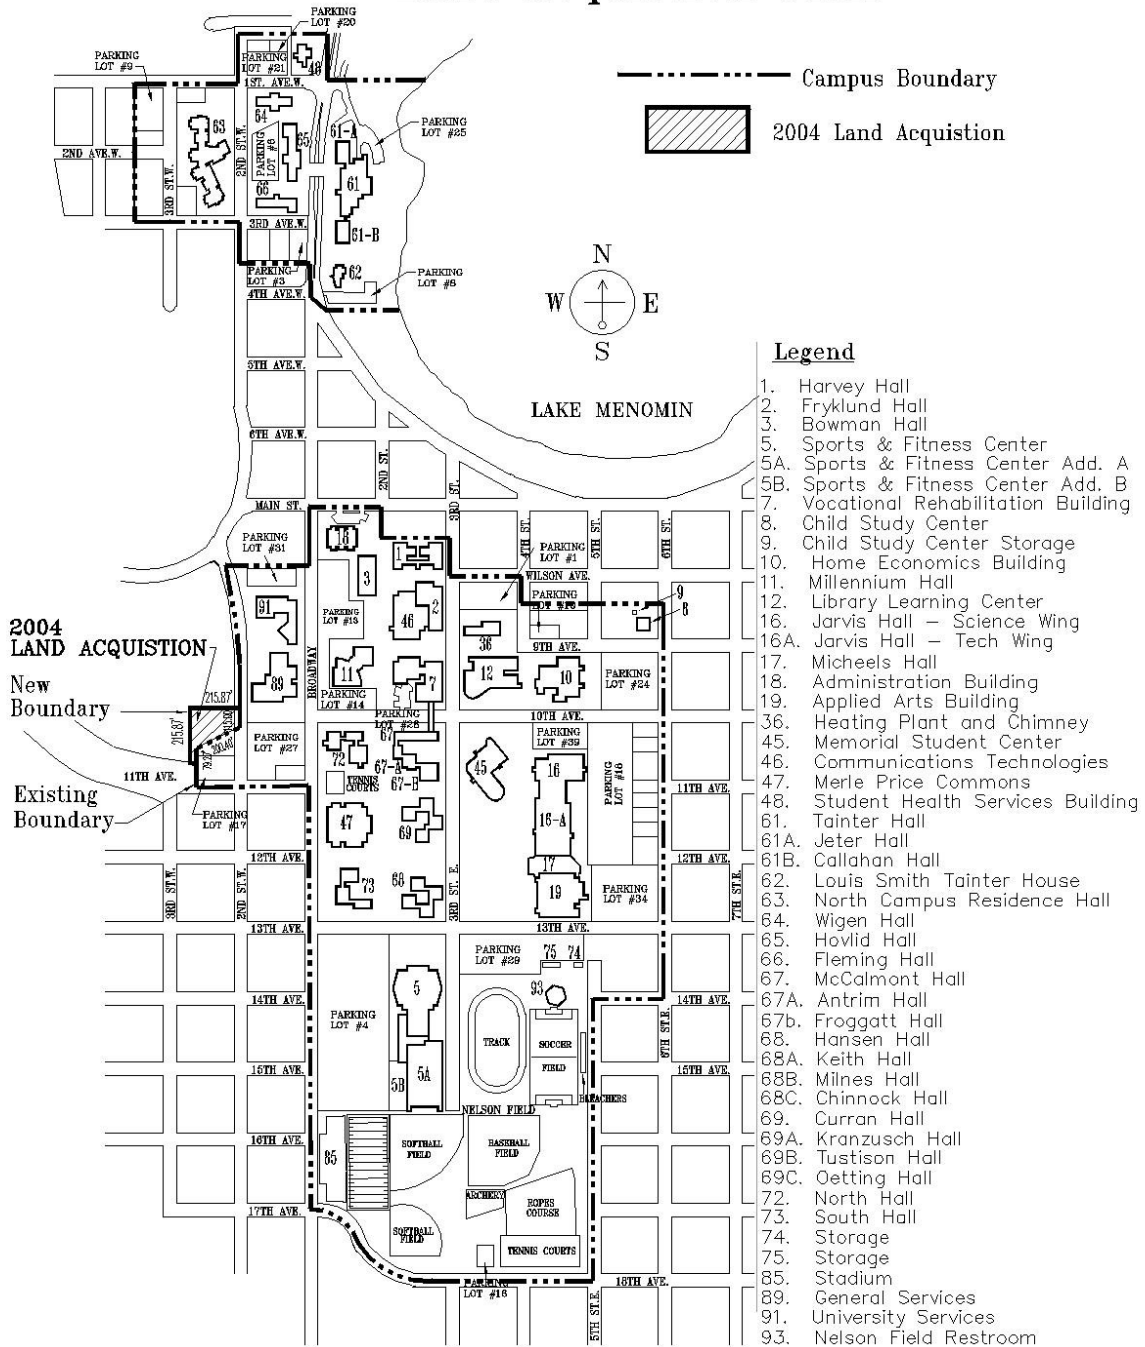 PARKING
LOT #20
PARKING
LOT #9
PARKING
LOT #21
48
1ST. AVE.W.
Campus Boundary
2004 Land Acquistion
63
64
65
2ND ST.W.
PARKING
LOT #6
61-A
PARKING
LOT #25
2ND AVE.W.
3RD ST.W.
61
66
3RD AVE.W.
61-B
62
PARKING
LOT #3
PARKING
LOT #8
4TH AVE.W.
N
W
E
S
5TH AVE.W.
LAKE MENOMIN
6TH AVE.W.
2ND ST.
3RD ST.
MAIN ST.
4TH ST.
5TH ST.
6TH ST.
PARKING
LOT #31
18
1
PARKING
LOT #1
WILSON AVE.
3
2
PARKING
9
8
91
PARKING
LOT #13
46
36
9TH AVE.
2004
LAND ACQUISTION
New
Boundary
BROADWAY
89
11
7
12
10
PARKING
LOT #24
215.87'
215.87'
PARKING
LOT #14
PARKING
LOT #28
10TH AVE.
PARKING
LOT #27
67
PARKING
LOT #39
72
67-A
67-B
45
16
PARKING
LOT #18
11TH AVE.
TENNIS
COURTS
11TH AVE.
Existing
Boundary
PARKING
LOT #17
47
69
16-A
12TH AVE.
12TH AVE.
17
73
68
19
PARKING
LOT #34
3RD ST.W.
2ND ST.W.
3RD ST. E.
7TH ST.E.
13TH AVE.
13TH AVE.
PARKING
LOT #29
75
74
5
93
14TH AVE.
14TH AVE.
PARKING
LOT #4
TRACK
SOCCER
FIELD
6TH ST.E.
15TH AVE.
5B
5A
15TH AVE.
BLEACHERS
NELSON FIELD
16TH AVE.
85
SOFTBALL
FIELD
BASEBALL
FIELD
ARCHERY
ROPES
COURSE
17TH AVE.
SOFTBALL
FIELD
TENNIS COURTS
PARKING
LOT #16
18TH AVE.
5TH ST.E.
Legend
1. Harvey Hall
2. Fryklund Hall
3. Bowman Hall
5. Sports & Fitness Center
5A. Sports & Fitness Center Add. A
5B. Sports & Fitness Center Add. B
7. Vocational Rehabilitation Building
8. Child Study Center
9. Child Study Center Storage
10. Home Economics Building
11. Millennium Hall
12. Library Learning Center
16. Jarvis Hall – Science Wing
16A. Jarvis Hall – Tech Wing
17. Micheels Hall
18. Administration Building
19. Applied Arts Building
36. Heating Plant and Chimney
45. Memorial Student Center
46. Communications Technologies
47. Merle Price Commons
48. Student Health Services Building
61. Tainter Hall
61A. Jeter Hall
61B. Callahan Hall
62. Louis Smith Tainter House
63. North Campus Residence Hall
64. Wigen Hall
65. Hovlid Hall
66. Fleming Hall
67. McCalmont Hall
67A. Antrim Hall
67b. Froggatt Hall
68. Hansen Hall
68A. Keith Hall
68B. Milnes Hall
68C. Chinnock Hall
69. Curran Hall
69A. Kranzusch Hall
69B. Tustison Hall
69C. Oetting Hall
72. North Hall
73. South Hall
74. Storage
75. Storage
85. Stadium
89. General Services
91. University Services
93. Nelson Field Restroom